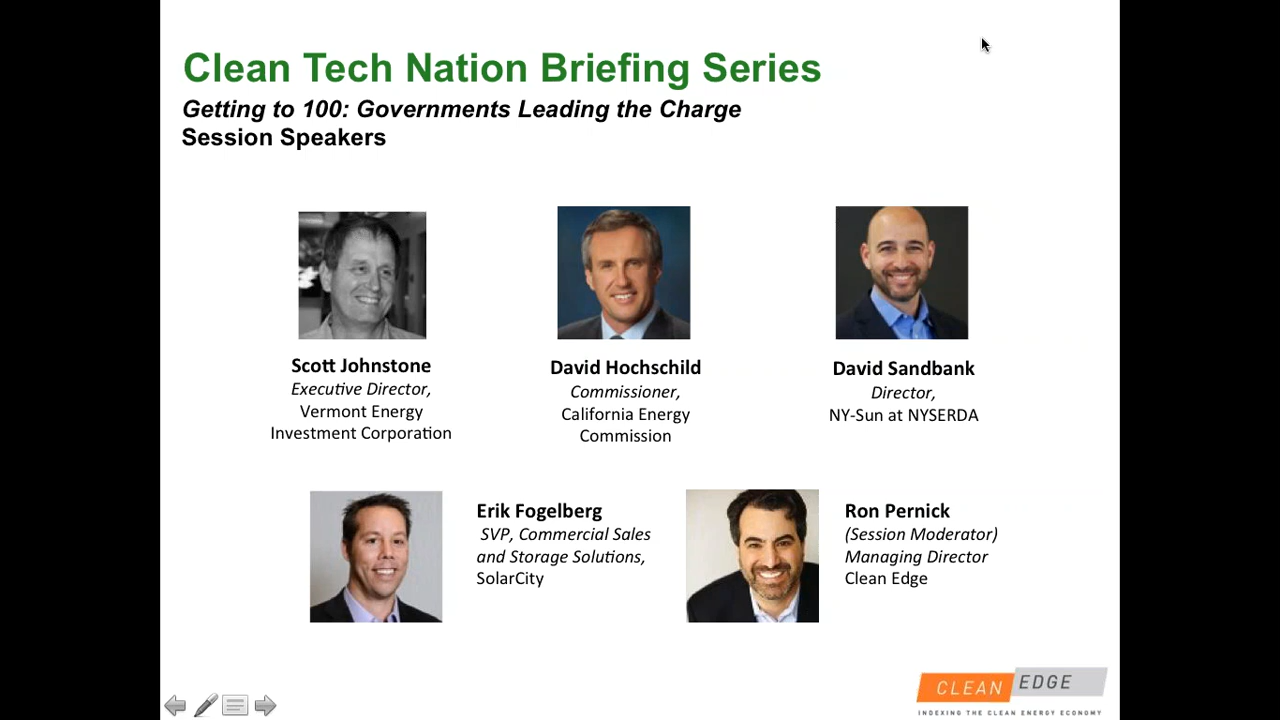 Clean Tech Nation Briefing Series
Getting to 100: Governments Leading the Charge
Session Speakers
Scott Johnstone
Executive Director,
Vermont Energy
Investment Corporation
David Hochschild
Commissioner,
California Energy
Commission
David Sandbank
Director,
NY-Sun at NYSERDA
Erik Fogelberg
SVP, Commercial Sales
and Storage Solutions,
SolarCity
Ron Pernick
(Session Moderator)
Managing Director
Clean Edge
CLEAN EDGE
INDEXING THE CLEAN ENERGY ECONOMY